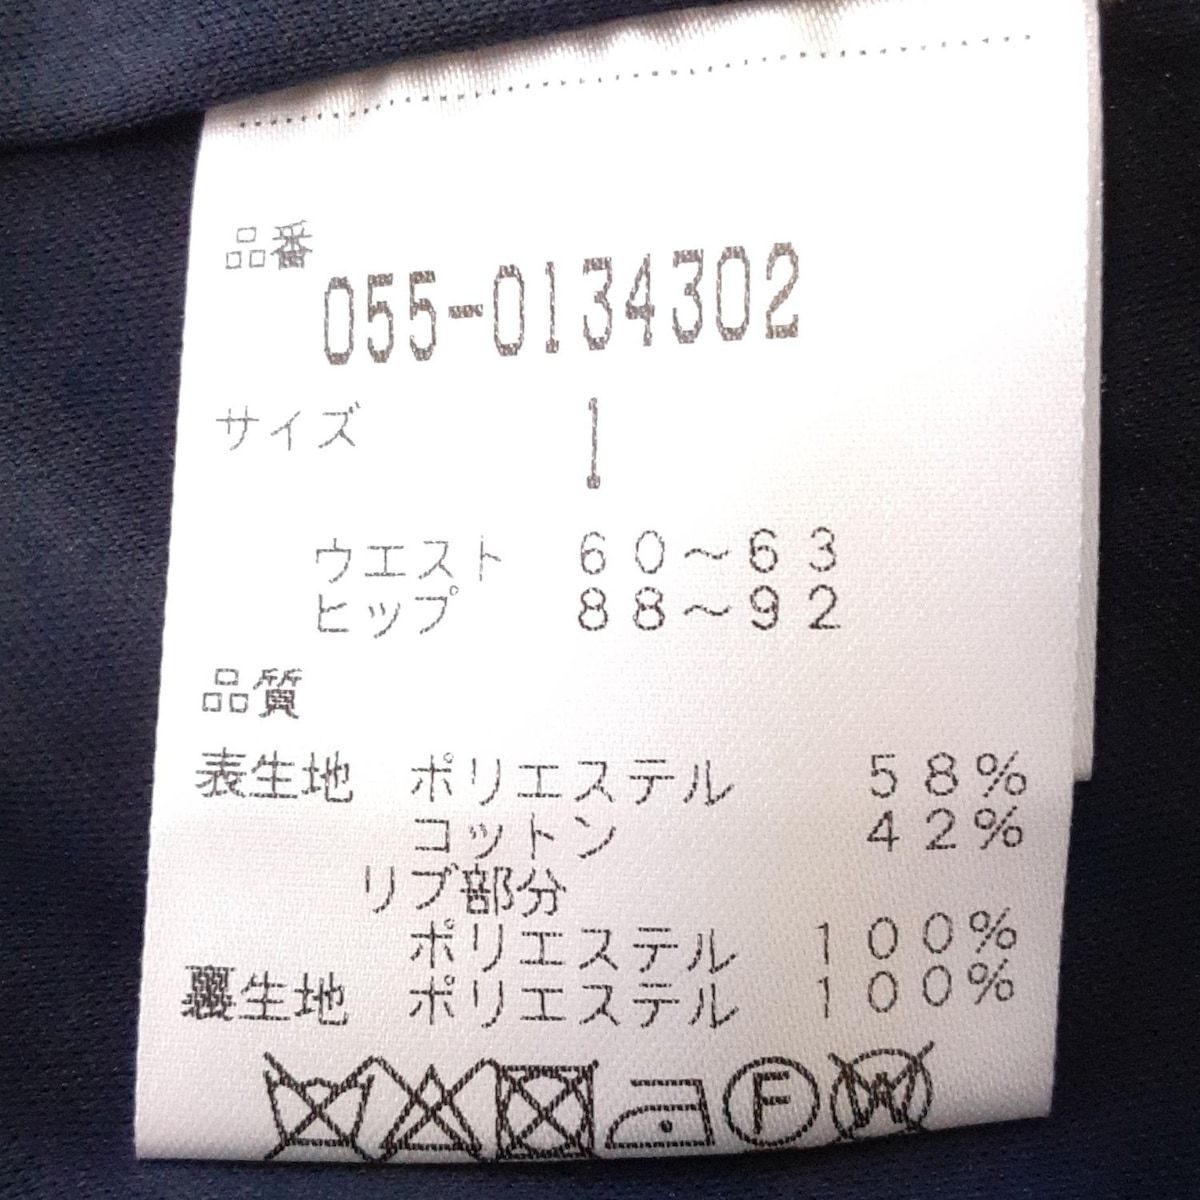 品番
055-0134302
サイズ 1
ウエスト 60～63
ヒップ 88～92
品質
表生地 ポリエステル 58%
コットン 42%
リブ部分
ポリエステル 100%
裏生地 ポリエステル 100%
F W